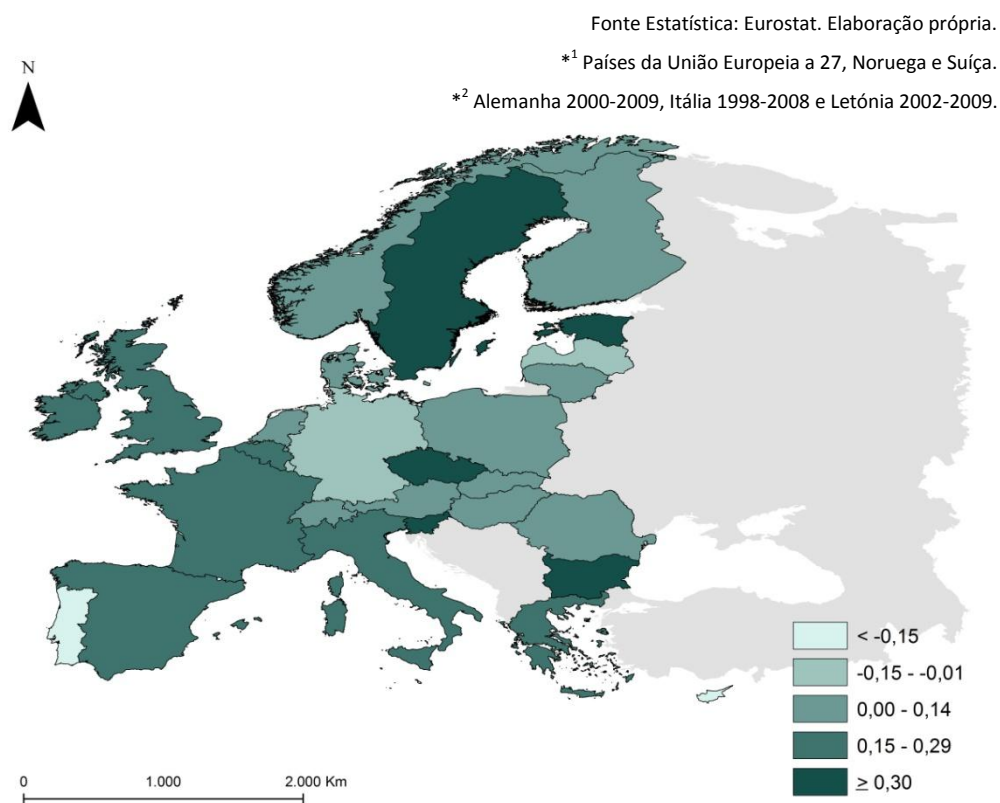 Fonte Estatística: Eurostat. Elaboração própria.
*1 Países da União Europeia a 27, Noruega e Suíça.
*2 Alemanha 2000-2009, Itália 1998-2008 e Letónia 2002-2009.
N
< -0,15
-0,15 - -0,01
0,00 - 0,14
0,15 - 0,29
≥ 0,30
0 1.000 2.000 Km